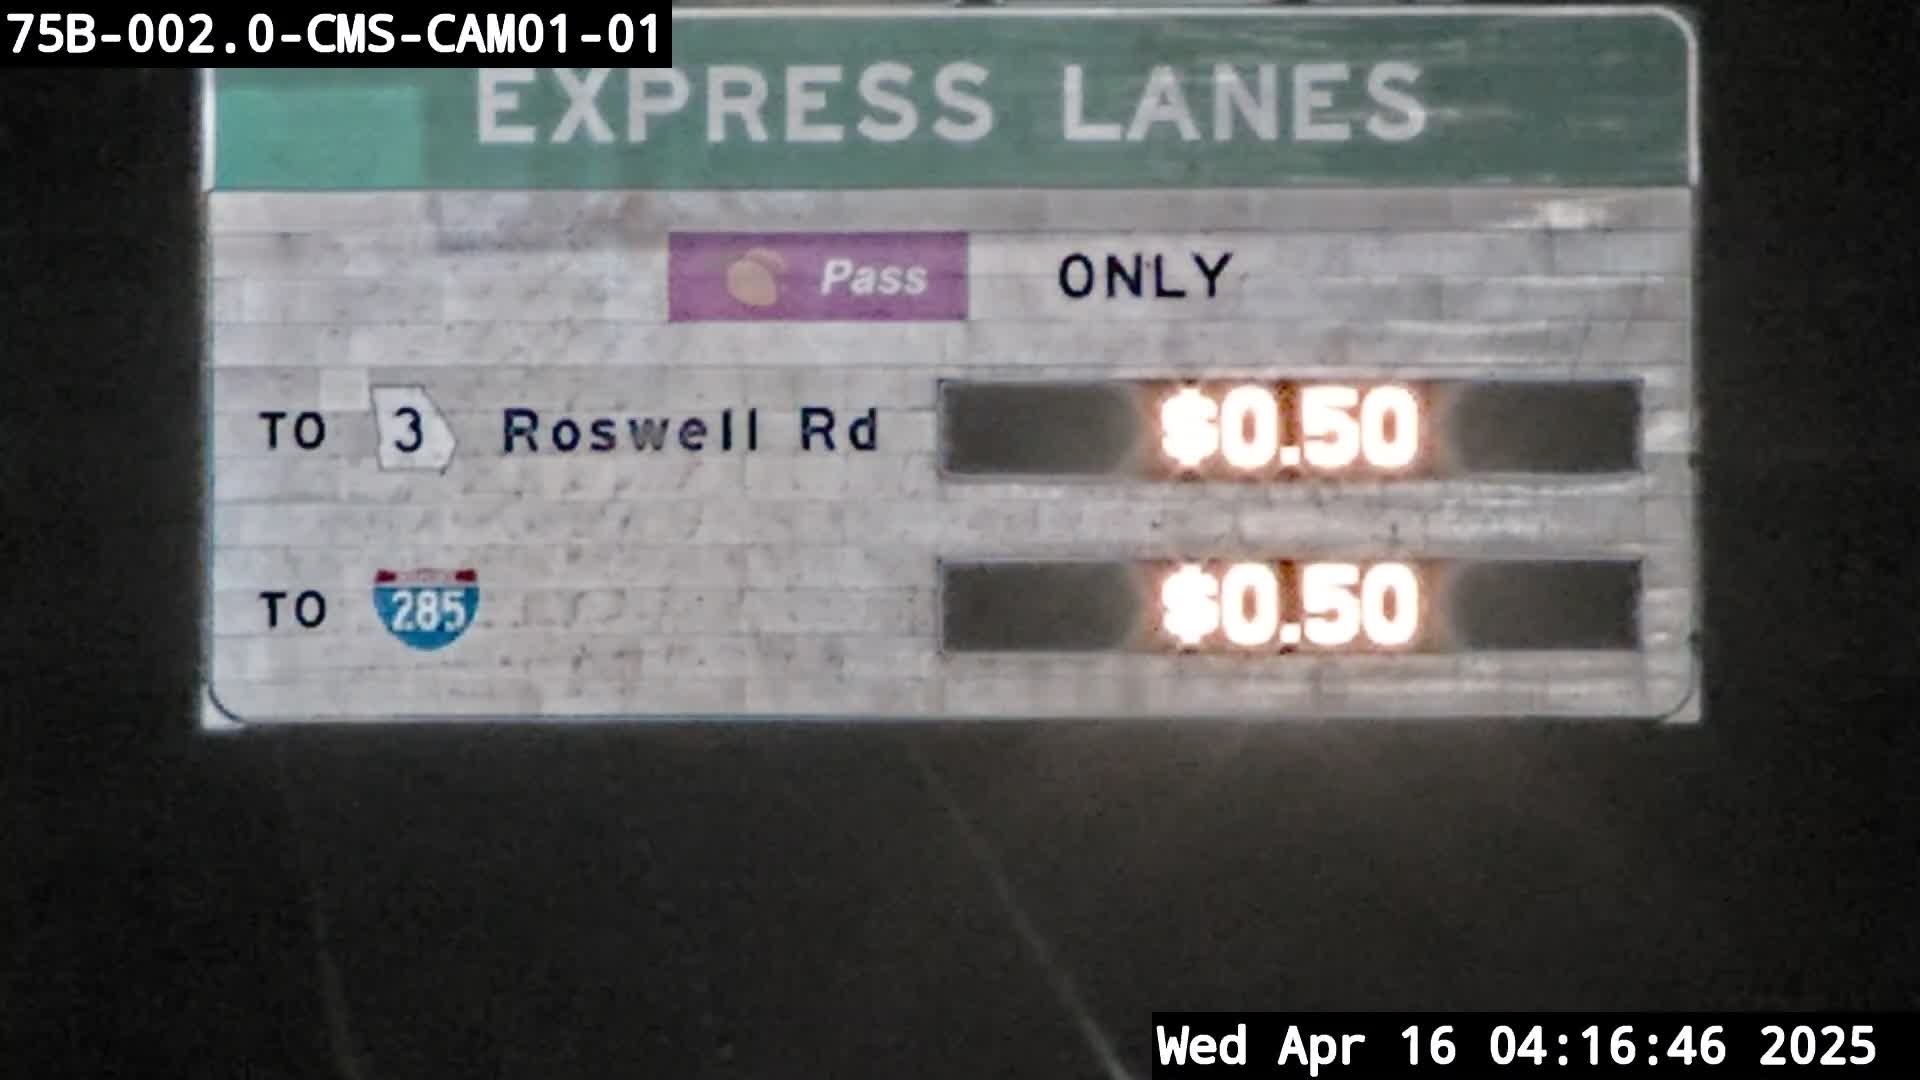 75B-002.0-CMS-CAM01-01
EXPRESS LANES
Pass ONLY
TO 3 Roswell Rd $0.50
TO 285 $0.50
Wed Apr 16 04:16:46 2025